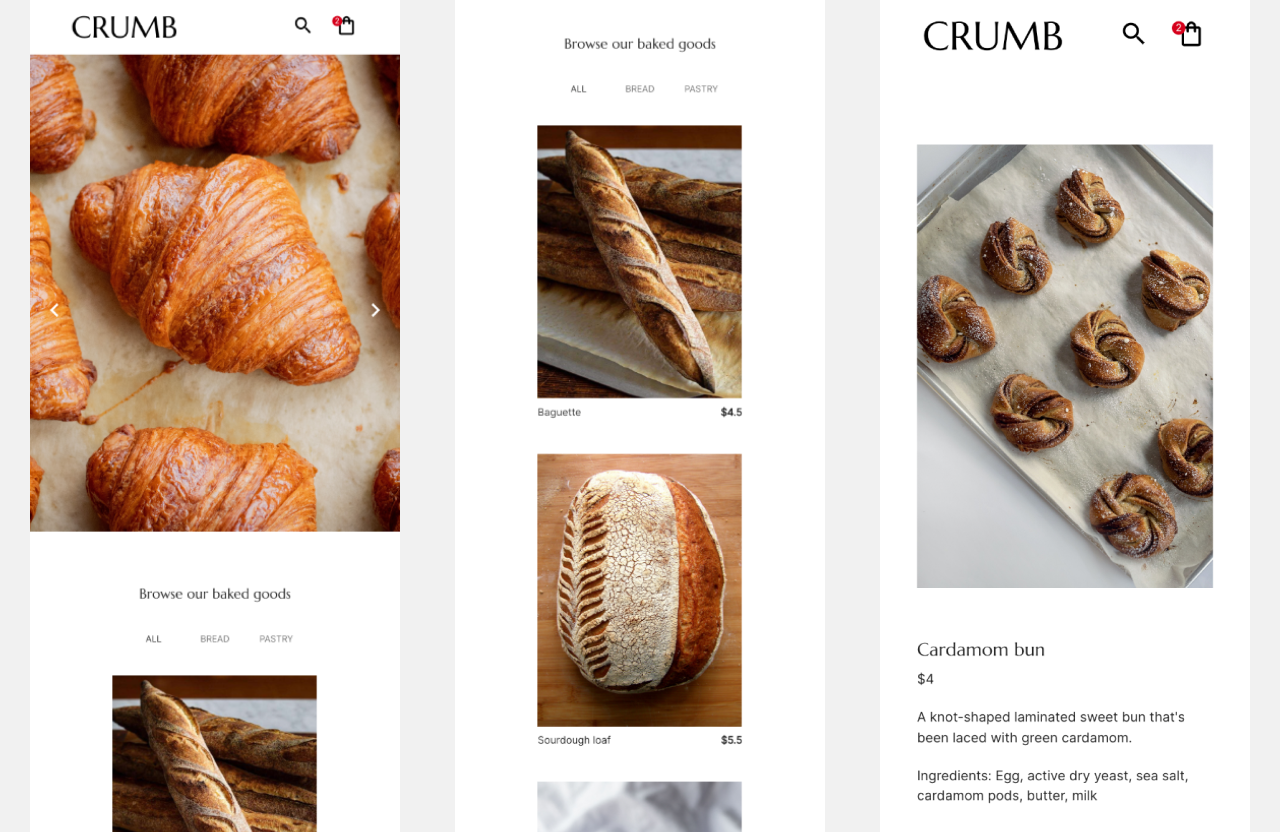 CRUMB
2
Browse our baked goods
ALL BREAD PASTRY
Browse our baked goods
ALL BREAD PASTRY
Baguette $4.5
Sourdough loaf $5.5
CRUMB
2
Cardamom bun
$4
A knot-shaped laminated sweet bun that's
been laced with green cardamom.
Ingredients: Egg, active dry yeast, sea salt,
cardamom pods, butter, milk